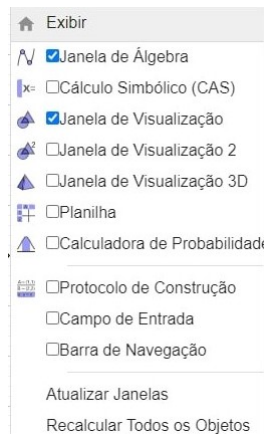 Exibir
Janela de Álgebra
x= Cálculo Simbólico (CAS)
Janela de Visualização
Janela de Visualização 2
Janela de Visualização 3D
Planilha
Calculadora de Probabilidade
Protocolo de Construção
Campo de Entrada
Barra de Navegação
Atualizar Janelas
Recalcular Todos os Objetos